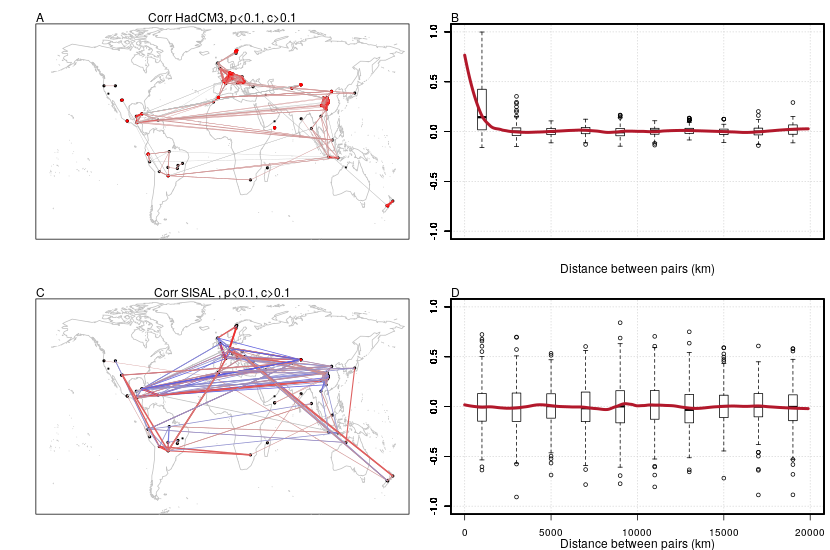 A
Corr HadCM3, p<0.1, c>0.1
B
1.0
0.5
0.0
-0.5
-1.0
Distance between pairs (km)
C
Corr SISAL , p<0.1, c>0.1
D
1.0
0.5
0.0
-0.5
-1.0
0 5000 10000 15000 20000
Distance between pairs (km)